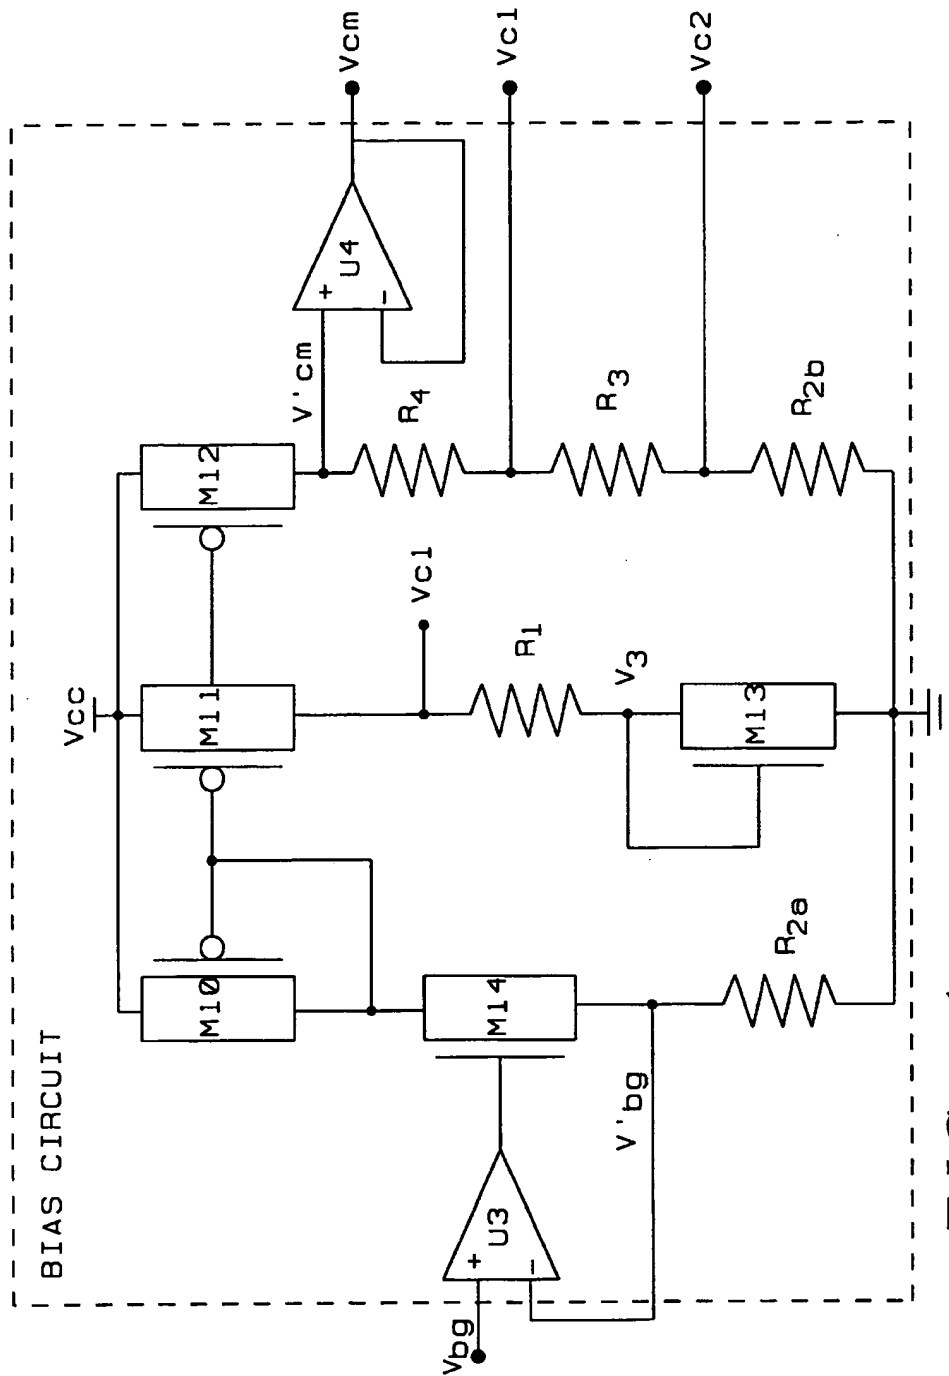 BIAS CIRCUIT
Vcc
M10
M11
M12
V'cm
+
-
U4
Vcm
R4
Vc1
Vc1
R1
R3
Vc2
V3
M13
R2b
M14
Vbg
+
-
U3
V'bg
R2a